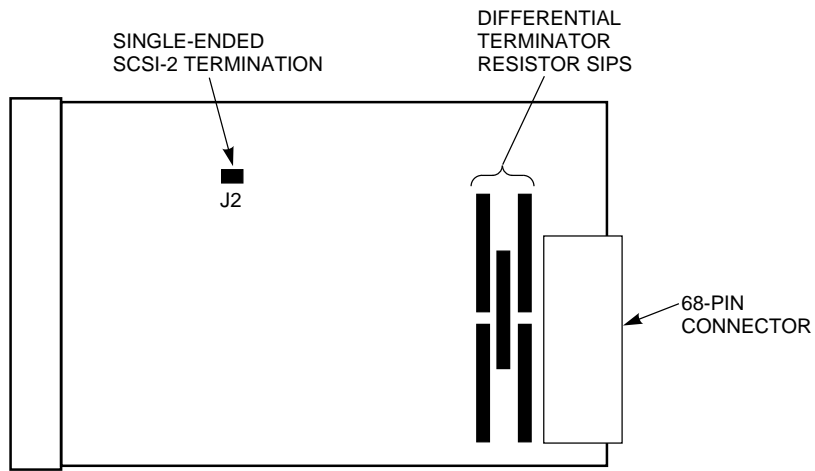 SINGLE-ENDED
SCSI-2 TERMINATION
DIFFERENTIAL
TERMINATOR
RESISTOR SIPS
J2
68-PIN
CONNECTOR